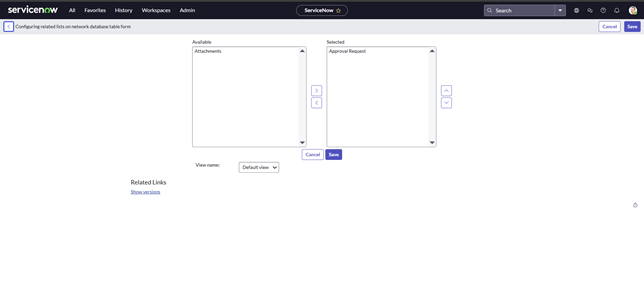 servicenow All Favorites History Workspaces Admin ServiceNow Search
Configuring related lists on network database table form Cancel Save
Available Selected
Attachments Approval Request
Cancel Save
View name: Default view
Related Links
Show versions